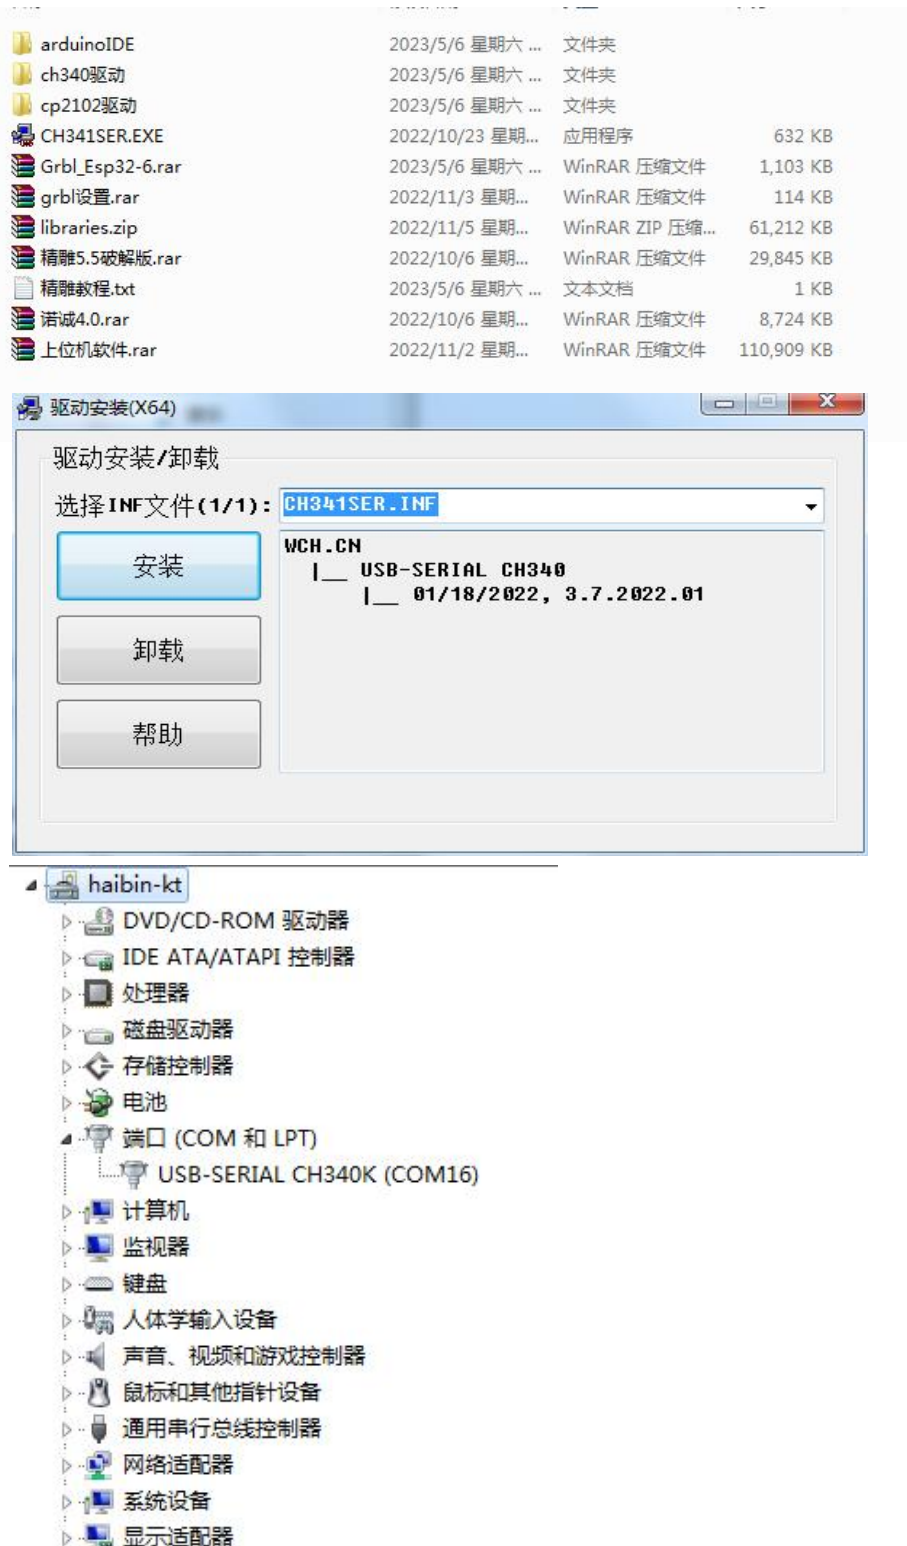 arduinoIDE 2023/5/6 星期六 ... 文件夹
ch340驱动 2023/5/6 星期六 ... 文件夹
cp2102驱动 2023/5/6 星期六 ... 文件夹
CH341SER.EXE 2022/10/23 星期... 应用程序 632 KB
Grbl_Esp32-6.rar 2023/5/6 星期六 ... WinRAR 压缩文件 1,103 KB
grbl设置.rar 2022/11/3 星期... WinRAR 压缩文件 114 KB
libraries.zip 2022/11/5 星期... WinRAR ZIP 压缩... 61,212 KB
精雕5.5破解版.rar 2022/10/6 星期... WinRAR 压缩文件 29,845 KB
精雕教程.txt 2023/5/6 星期六 ... 文本文档 1 KB
诺诚4.0.rar 2022/10/6 星期... WinRAR 压缩文件 8,724 KB
上位机软件.rar 2022/11/2 星期... WinRAR 压缩文件 110,909 KB
驱动安装(X64)
驱动安装/卸载
选择INF文件(1/1): CH341SER.INF
安装
卸载
帮助
WCH.CN
|__ USB-SERIAL CH340
|__ 01/18/2022, 3.7.2022.01
haibin-kt
DVD/CD-ROM 驱动器
IDE ATA/ATAPI 控制器
处理器
磁盘驱动器
存储控制器
电池
端口 (COM 和 LPT)
USB-SERIAL CH340K (COM16)
计算机
监视器
键盘
人体学输入设备
声音、视频和游戏控制器
鼠标和其他指针设备
通用串行总线控制器
网络适配器
系统设备
显示适配器